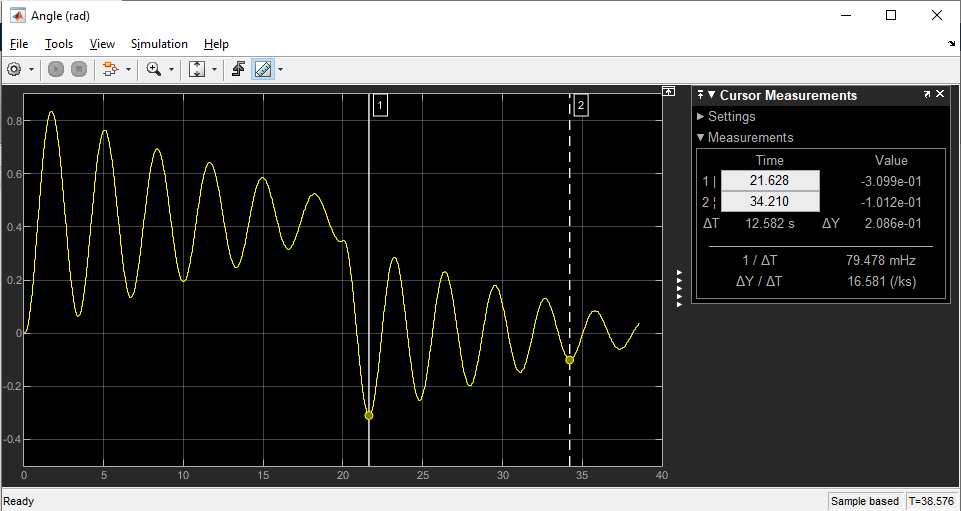 Angle (rad)
File Tools View Simulation Help
1 2
0.8
0.6
0.4
0.2
0
-0.2
-0.4
0 5 10 15 20 25 30 35 40
Cursor Measurements
Settings
Measurements
Time Value
1 | 21.628 -3.099e-01
2 ¦ 34.210 -1.012e-01
ΔT 12.582 s ΔY 2.086e-01
1 / ΔT 79.478 mHz
ΔY / ΔT 16.581 (/ks)
Ready Sample based T=38.576